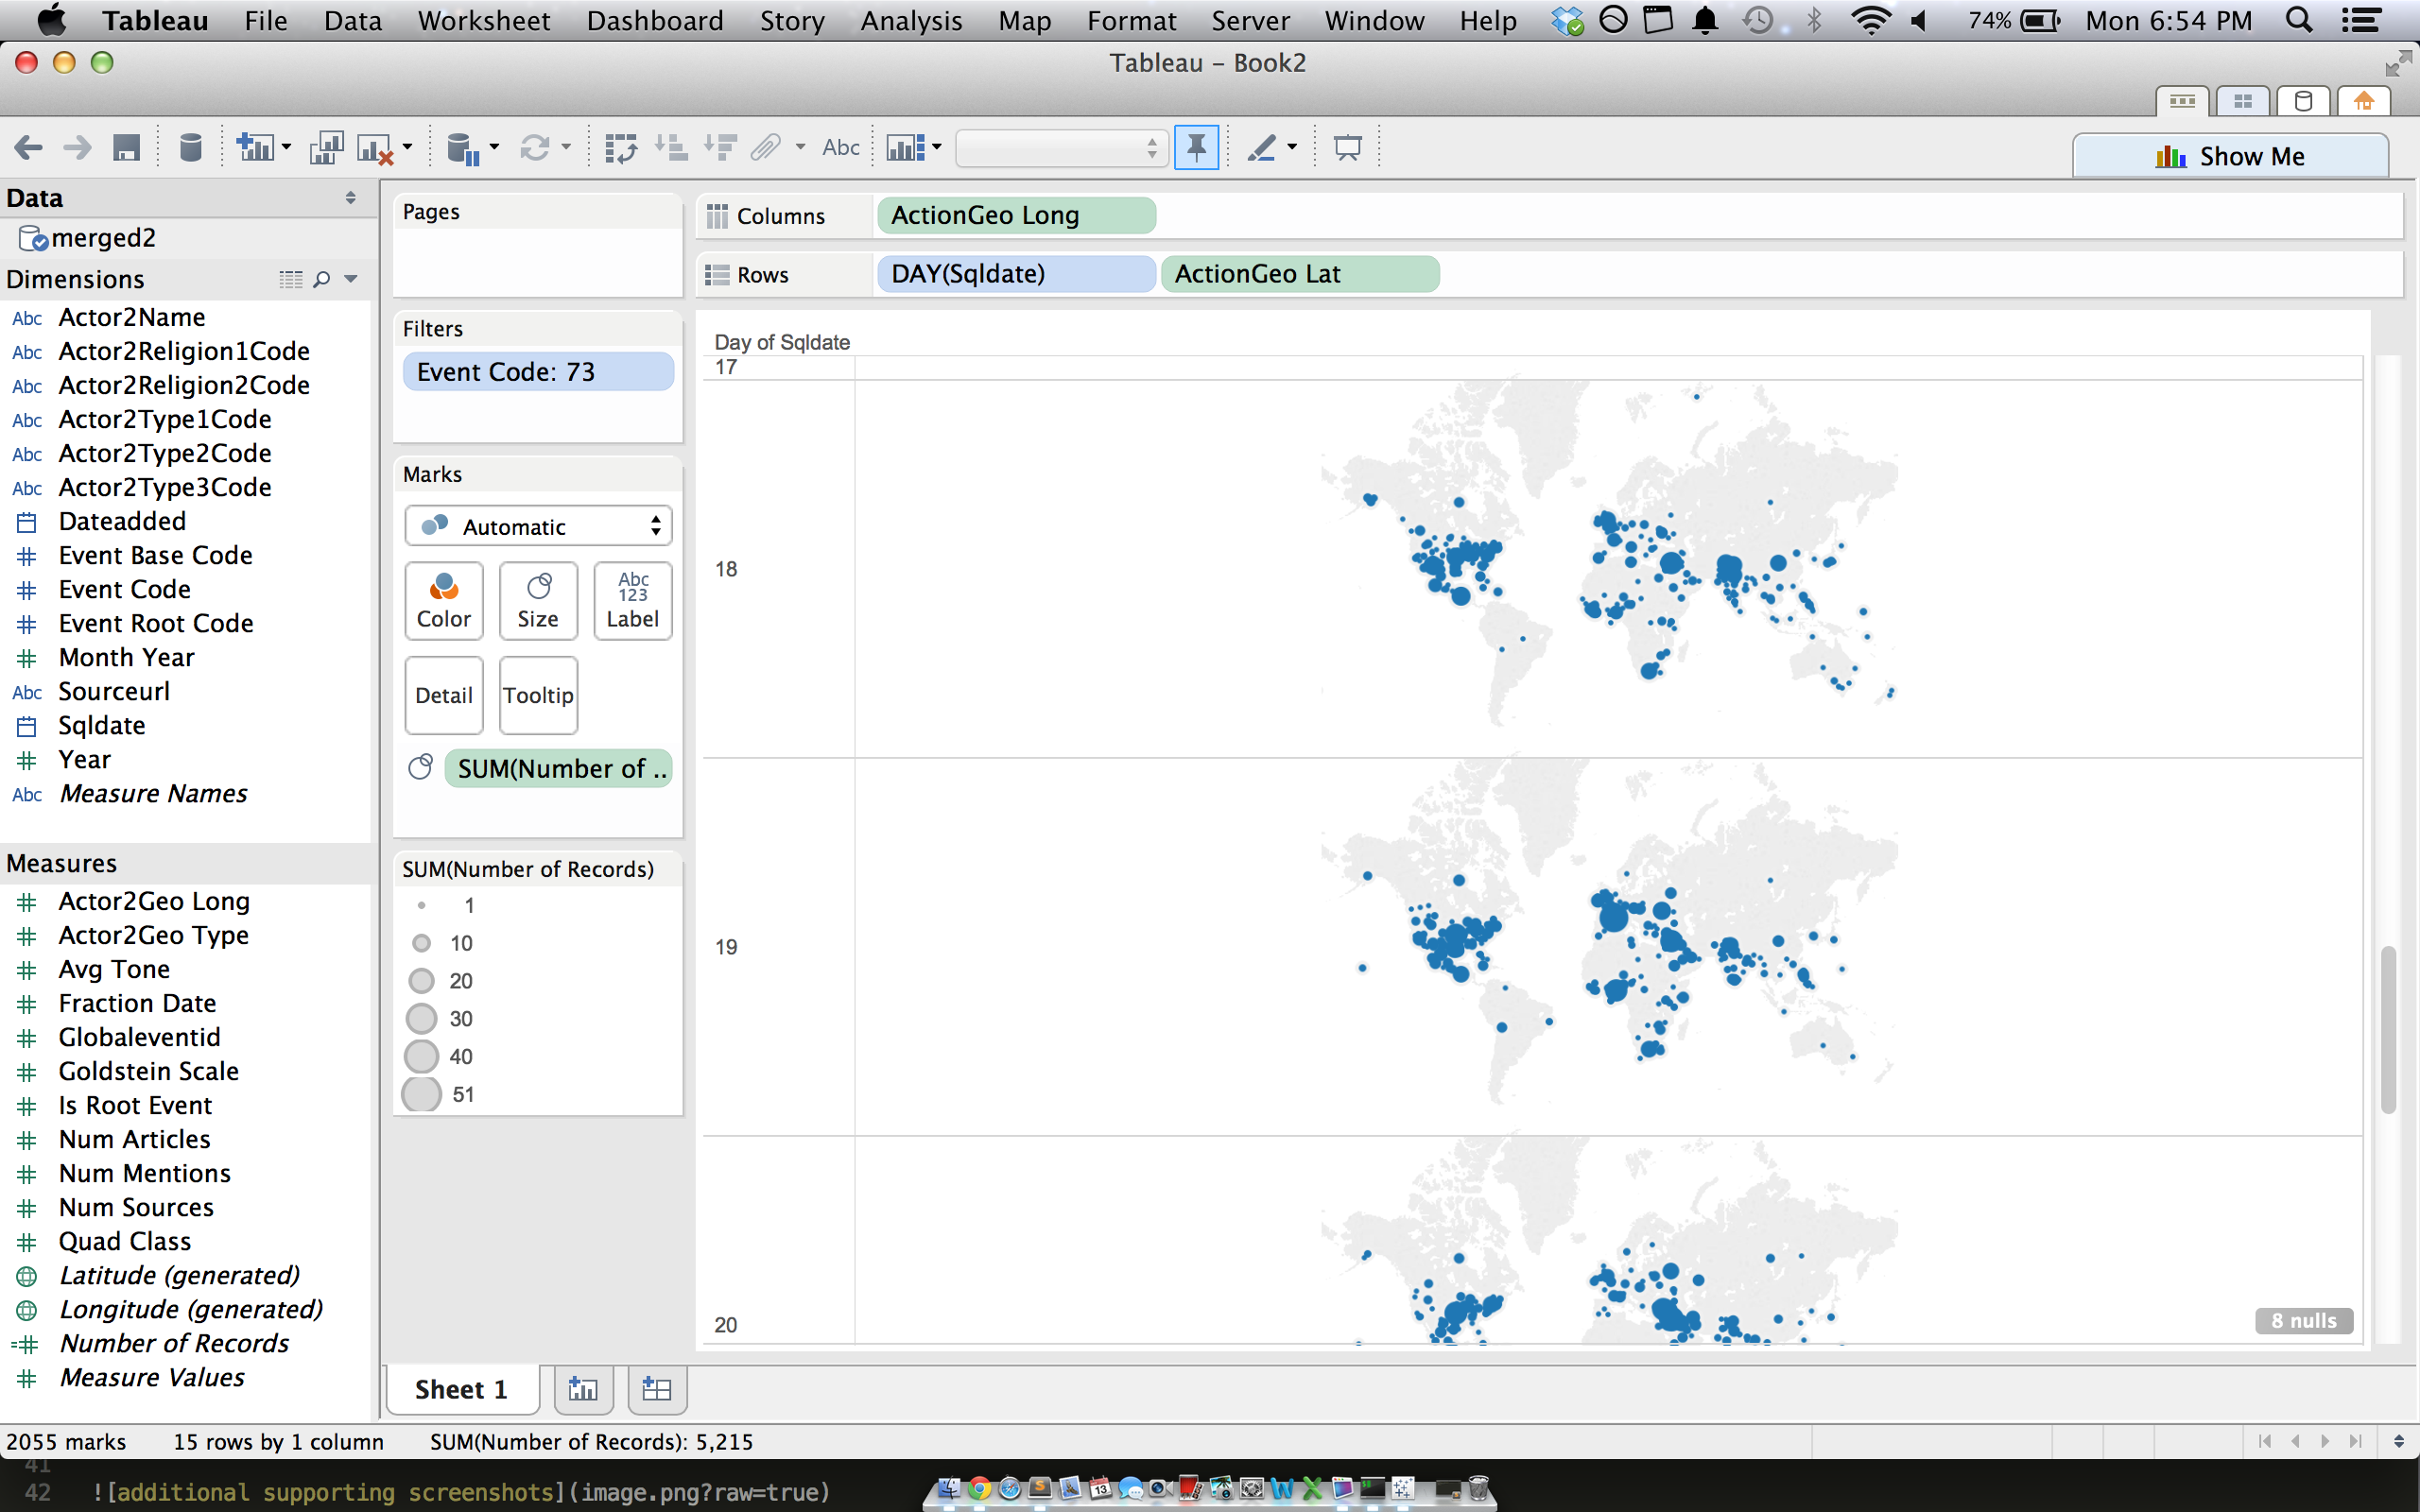 Tableau File Data Worksheet Dashboard Story Analysis Map Format Server Window Help 74% Mon 6:54 PM
Tableau - Book2
Abc
Show Me
Data
merged2
Dimensions
Abc Actor2Name
Abc Actor2Religion1Code
Abc Actor2Religion2Code
Abc Actor2Type1Code
Abc Actor2Type2Code
Abc Actor2Type3Code
Dateadded
# Event Base Code
# Event Code
# Event Root Code
# Month Year
Abc Sourceurl
Sqldate
# Year
Abc Measure Names
Measures
# Actor2Geo Long
# Actor2Geo Type
# Avg Tone
# Fraction Date
# Globaleventid
# Goldstein Scale
# Is Root Event
# Num Articles
# Num Mentions
# Num Sources
# Quad Class
Latitude (generated)
Longitude (generated)
=# Number of Records
# Measure Values
Pages
Filters
Event Code: 73
Marks
Automatic
Color
Size
Abc
123
Label
Detail
Tooltip
SUM(Number of ..
SUM(Number of Records)
1
10
20
30
40
51
Columns
ActionGeo Long
Rows
DAY(Sqldate)
ActionGeo Lat
Day of Sqldate
17
18
19
20
8 nulls
Sheet 1
2055 marks 15 rows by 1 column SUM(Number of Records): 5,215
41
42 ![additional supporting screenshots](image.png?raw=true)
13